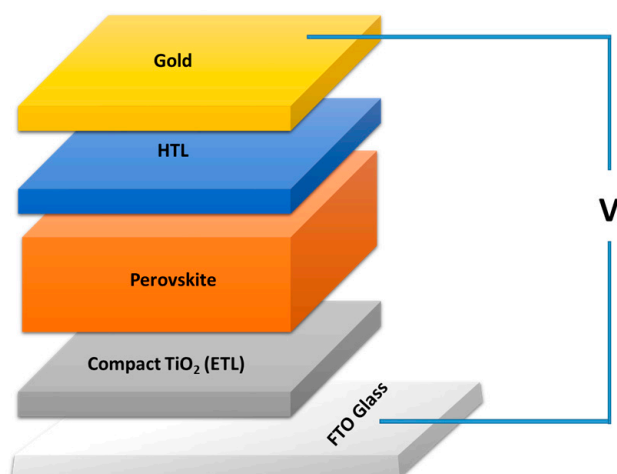 Gold
HTL
V
Perovskite
Compact TiO₂ (ETL)
FTO Glass